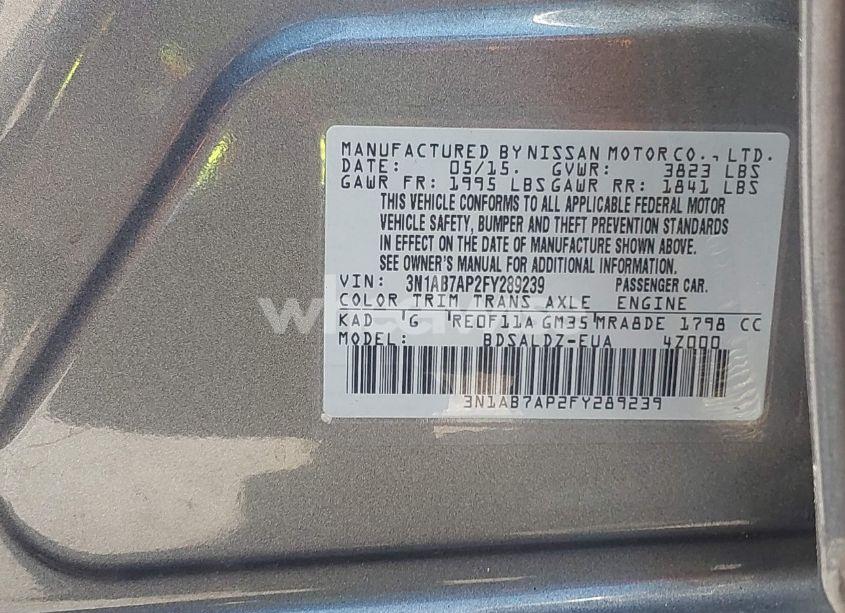 MANUFACTURED BY NISSAN MOTOR CO., LTD.
DATE: 05/15. GVWR: 3823 LBS
GAWR FR: 1995 LBS GAWR RR: 1841 LBS
THIS VEHICLE CONFORMS TO ALL APPLICABLE FEDERAL MOTOR
VEHICLE SAFETY, BUMPER AND THEFT PREVENTION STANDARDS
IN EFFECT ON THE DATE OF MANUFACTURE SHOWN ABOVE.
SEE OWNER'S MANUAL FOR ADDITIONAL INFORMATION.
VIN: 3N1AB7AP2FY289239 PASSENGER CAR.
COLOR TRIM TRANS AXLE ENGINE
KAD G RE0F11A GM35 MRA8DE 1798 CC
MODEL: BDSALDZ-EUA 4Z000
3N1AB7AP2FY289239